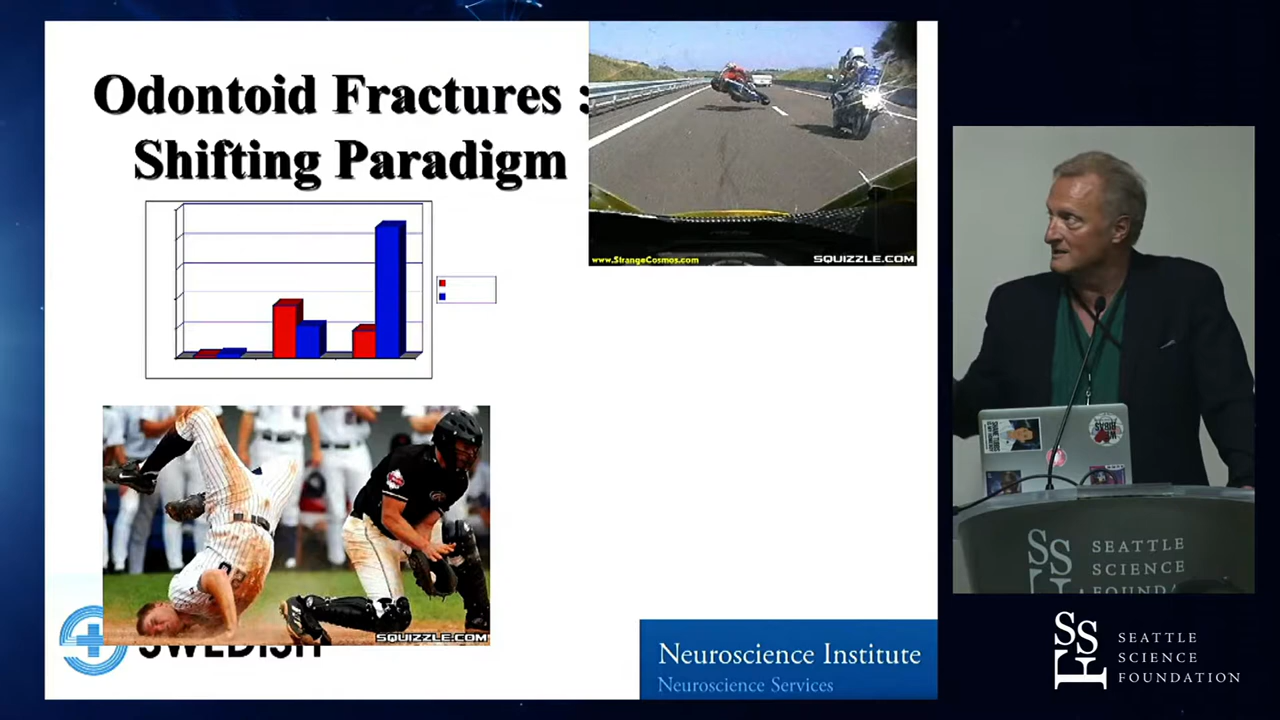 Odontoid Fractures :
Shifting Paradigm
www.StrangeCosmos.com
SQUIZZLE.COM
SQUIZZLE.COM
SWEDISH
Neuroscience Institute
Neuroscience Services
SEATTLE
SCIENCE
SEATTLE
SCIENCE
FOUNDATION